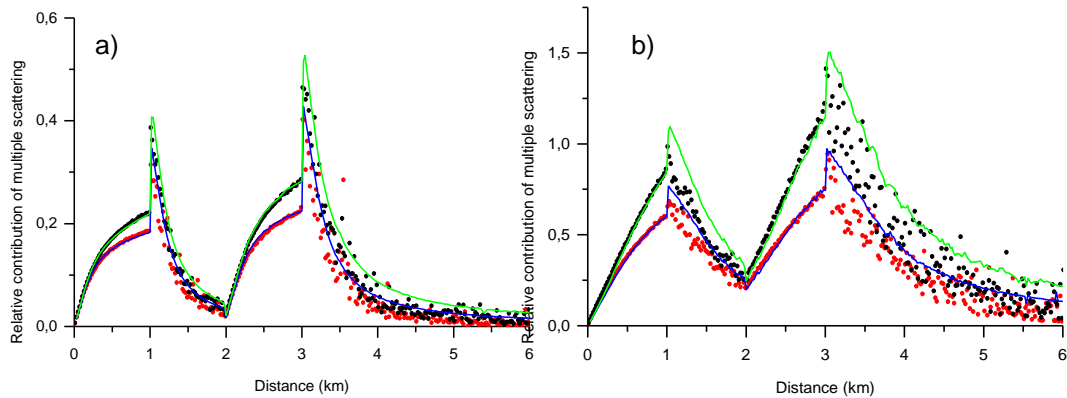 a)
Relative contribution of multiple scattering
0,6
0,4
0,2
0,0
0 1 2 3 4 5 6
Distance (km)
b)
Relative contribution of multiple scattering
1,5
1,0
0,5
0,0
0 1 2 3 4 5 6
Distance (km)